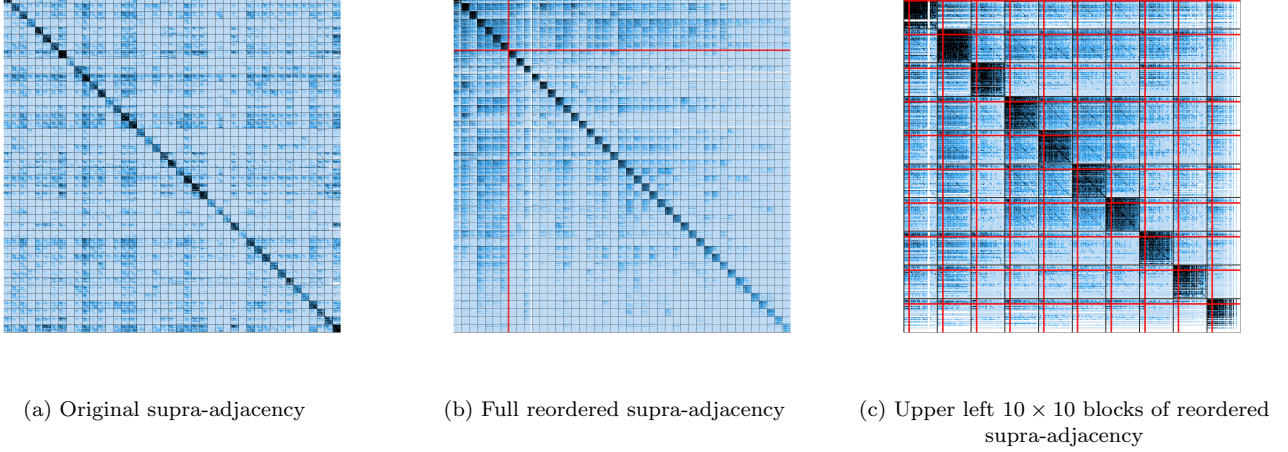 (a) Original supra-adjacency
(b) Full reordered supra-adjacency
(c) Upper left 10 × 10 blocks of reordered
supra-adjacency